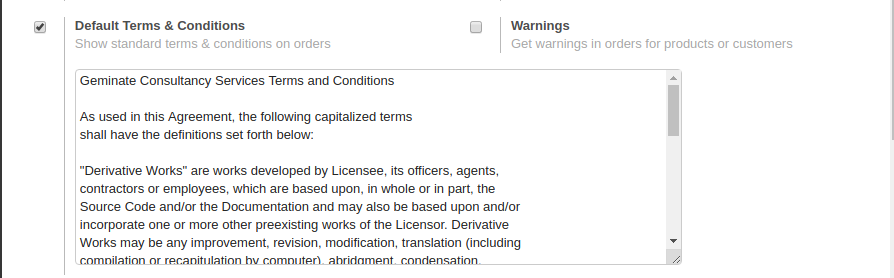 Default Terms & Conditions
Show standard terms & conditions on orders
Warnings
Get warnings in orders for products or customers
Geminate Consultancy Services Terms and Conditions
As used in this Agreement, the following capitalized terms
shall have the definitions set forth below:
"Derivative Works" are works developed by Licensee, its officers, agents,
contractors or employees, which are based upon, in whole or in part, the
Source Code and/or the Documentation and may also be based upon and/or
incorporate one or more other preexisting works of the Licensor. Derivative
Works may be any improvement, revision, modification, translation (including
compilation or recapitulation by computer), abridgment, condensation,